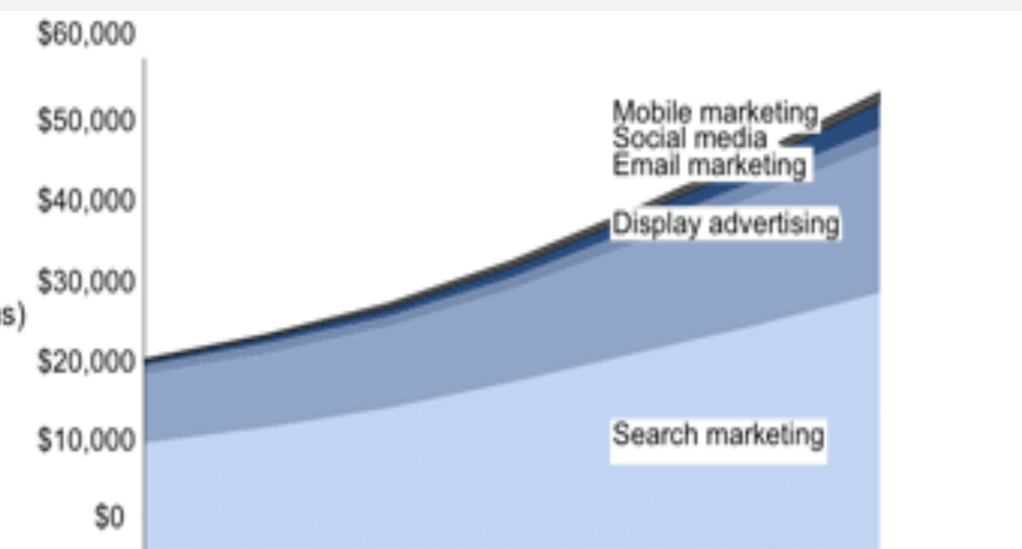 $60,000
Mobile marketing
$50,000
Social media
Email marketing
$40,000
Display advertising
$30,000
s)
$20,000
Search marketing
$10,000
$0